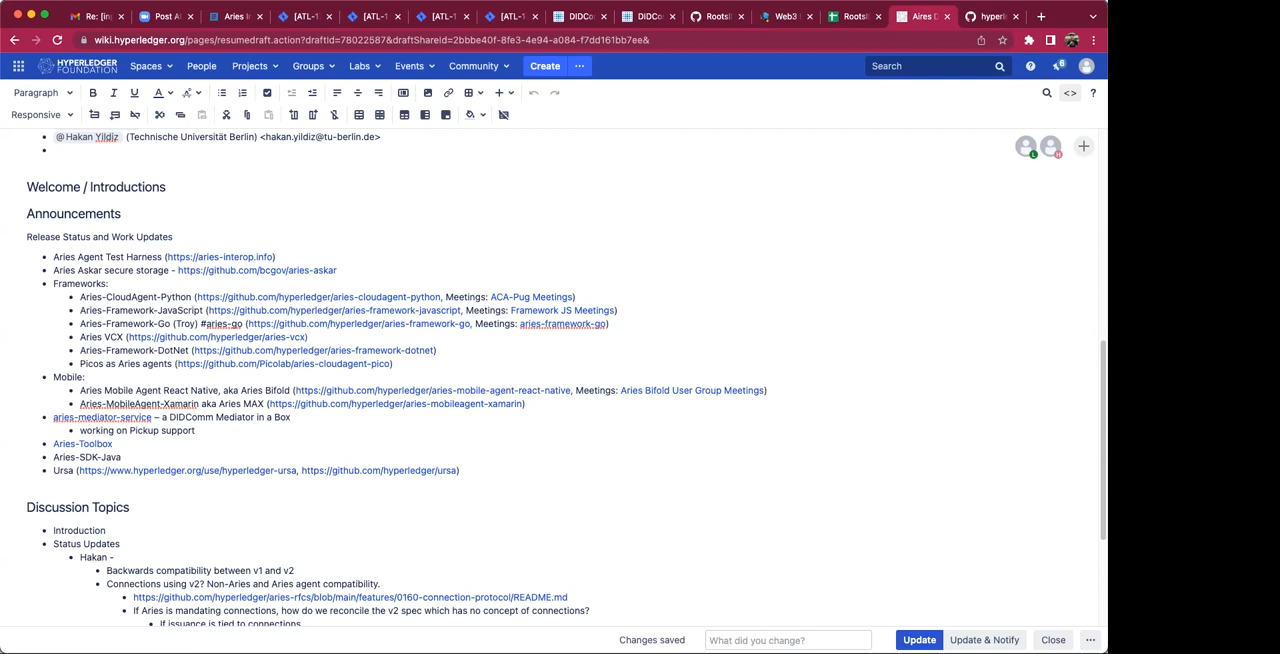 Re: [in
Post Al
Aries In
[ATL-1
[ATL-1
[ATL-1
[ATL-1
DIDCo
DIDCo
Rootsl
Web3
Rootsl
Aires D
hyperle
wiki.hyperledger.org/pages/resumedraft.action?draftId=78022587&draftShareId=2bbbe40f-8fe3-4e94-a084-f7dd161bb7ee&
HYPERLEDGER FOUNDATION Spaces People Projects Groups Labs Events Community Create ··· Search 6
Paragraph B I U A
Responsive
@Hakan Yildiz (Technische Universität Berlin) <hakan.yildiz@tu-berlin.de>
L H
Welcome / Introductions
Announcements
Release Status and Work Updates
Aries Agent Test Harness (https://aries-interop.info)
Aries Askar secure storage - https://github.com/bcgov/aries-askar
Frameworks:
Aries-CloudAgent-Python (https://github.com/hyperledger/aries-cloudagent-python, Meetings: ACA-Pug Meetings)
Aries-Framework-JavaScript (https://github.com/hyperledger/aries-framework-javascript, Meetings: Framework JS Meetings)
Aries-Framework-Go (Troy) #aries-go (https://github.com/hyperledger/aries-framework-go, Meetings: aries-framework-go)
Aries VCX (https://github.com/hyperledger/aries-vcx)
Aries-Framework-DotNet (https://github.com/hyperledger/aries-framework-dotnet)
Picos as Aries agents (https://github.com/Picolab/aries-cloudagent-pico)
Mobile:
Aries Mobile Agent React Native, aka Aries Bifold (https://github.com/hyperledger/aries-mobile-agent-react-native, Meetings: Aries Bifold User Group Meetings)
Aries-MobileAgent-Xamarin aka Aries MAX (https://github.com/hyperledger/aries-mobileagent-xamarin)
aries-mediator-service – a DIDComm Mediator in a Box
working on Pickup support
Aries-Toolbox
Aries-SDK-Java
Ursa (https://www.hyperledger.org/use/hyperledger-ursa, https://github.com/hyperledger/ursa)
Discussion Topics
Introduction
Status Updates
Hakan -
Backwards compatibility between v1 and v2
Connections using v2? Non-Aries and Aries agent compatibility.
https://github.com/hyperledger/aries-rfcs/blob/main/features/0160-connection-protocol/README.md
If Aries is mandating connections, how do we reconcile the v2 spec which has no concept of connections?
If issuance is tied to connections
Changes saved What did you change? Update Update & Notify Close ···